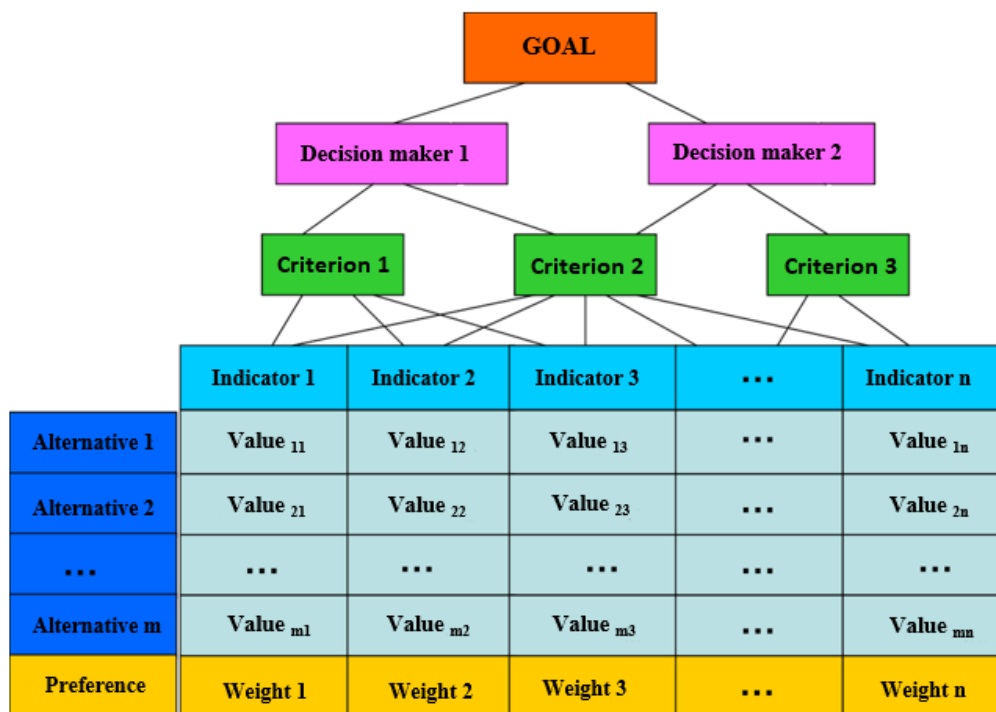 GOAL
Decision maker 1 Decision maker 2
Criterion 1 Criterion 2 Criterion 3
Indicator 1 Indicator 2 Indicator 3 ... Indicator n
Alternative 1 Value 11 Value 12 Value 13 ... Value 1n
Alternative 2 Value 21 Value 22 Value 23 ... Value 2n
... ... ... ... ... ...
Alternative m Value m1 Value m2 Value m3 ... Value mn
Preference Weight 1 Weight 2 Weight 3 ... Weight n